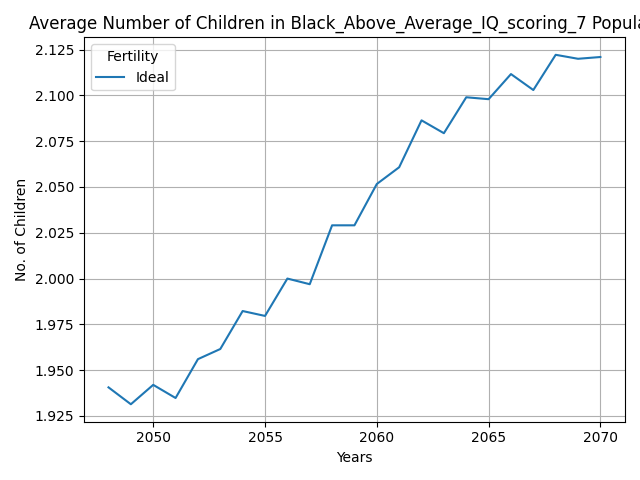 Average Number of Children in Black_Above_Average_IQ_scoring_7 Popula
Fertility
Ideal
2.125
2.100
2.075
2.050
2.025
2.000
1.975
1.950
1.925
No. of Children
2050 2055 2060 2065 2070
Years